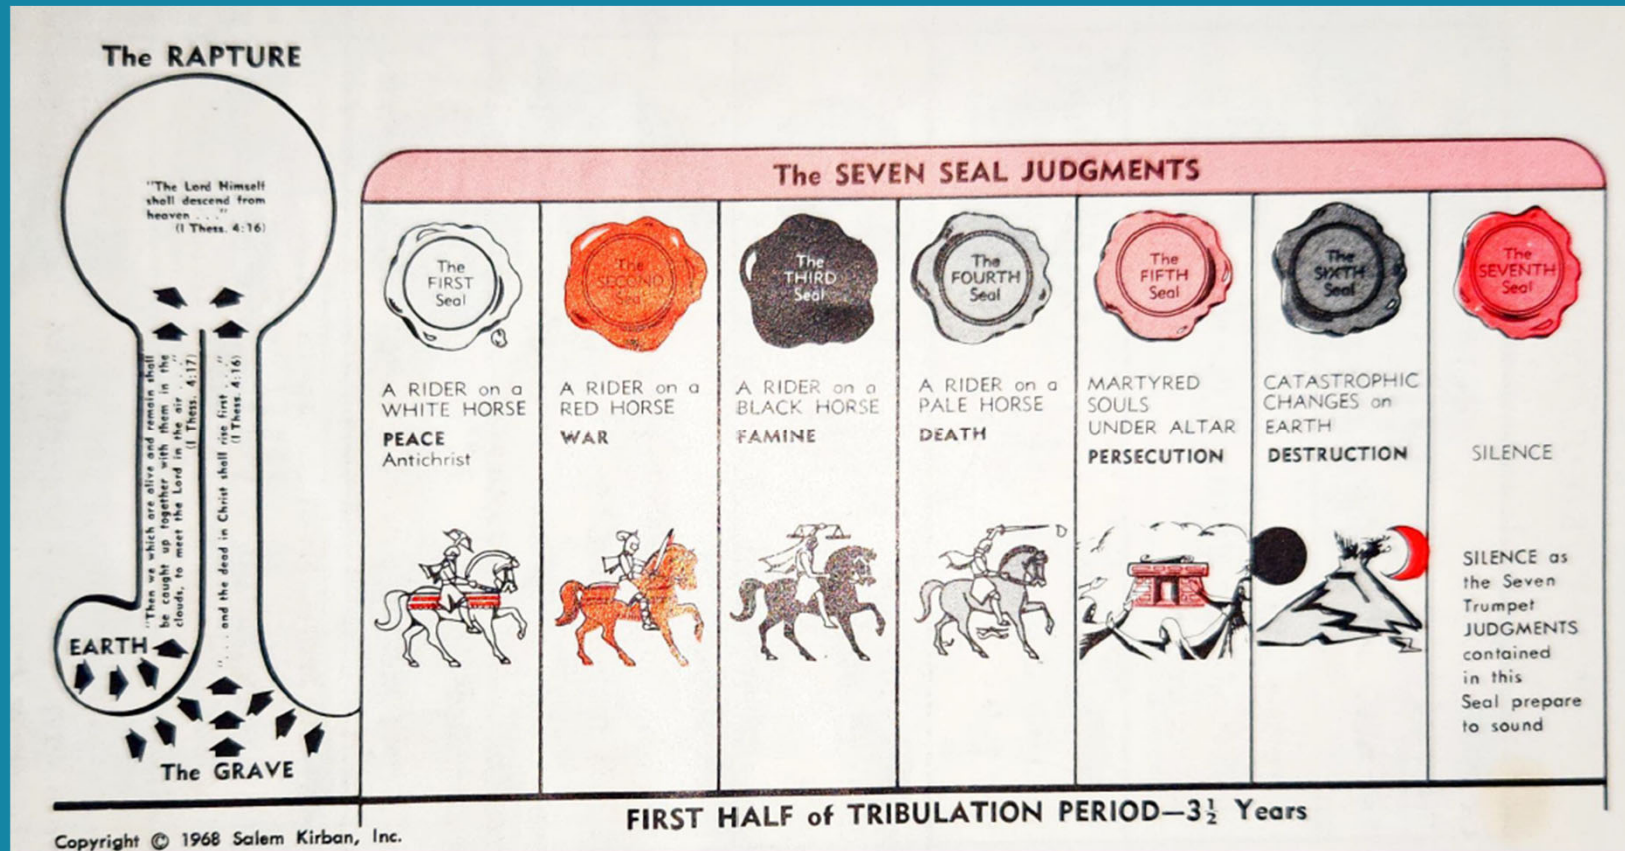 The RAPTURE
"The Lord Himself
shall descend from
heaven . . ."
(I Thess. 4:16)
"Then we which are alive and remain shall
be caught up together with them in the
clouds, to meet the Lord in the air . . ."
(I Thess. 4:17)
". . . and the dead in Christ shall rise first . . ."
(I Thess. 4:16)
EARTH
The GRAVE
The SEVEN SEAL JUDGMENTS
The
FIRST
Seal
A RIDER on a
WHITE HORSE
PEACE
Antichrist
The
SECOND
Seal
A RIDER on a
RED HORSE
WAR
The
THIRD
Seal
A RIDER on a
BLACK HORSE
FAMINE
The
FOURTH
Seal
A RIDER on a
PALE HORSE
DEATH
The
FIFTH
Seal
MARTYRED
SOULS
UNDER ALTAR
PERSECUTION
The
SIXTH
Seal
CATASTROPHIC
CHANGES on
EARTH
DESTRUCTION
The
SEVENTH
Seal
SILENCE
SILENCE as
the Seven
Trumpet
JUDGMENTS
contained
in this
Seal prepare
to sound
FIRST HALF of TRIBULATION PERIOD—3½ Years
Copyright © 1968 Salem Kirban, Inc.